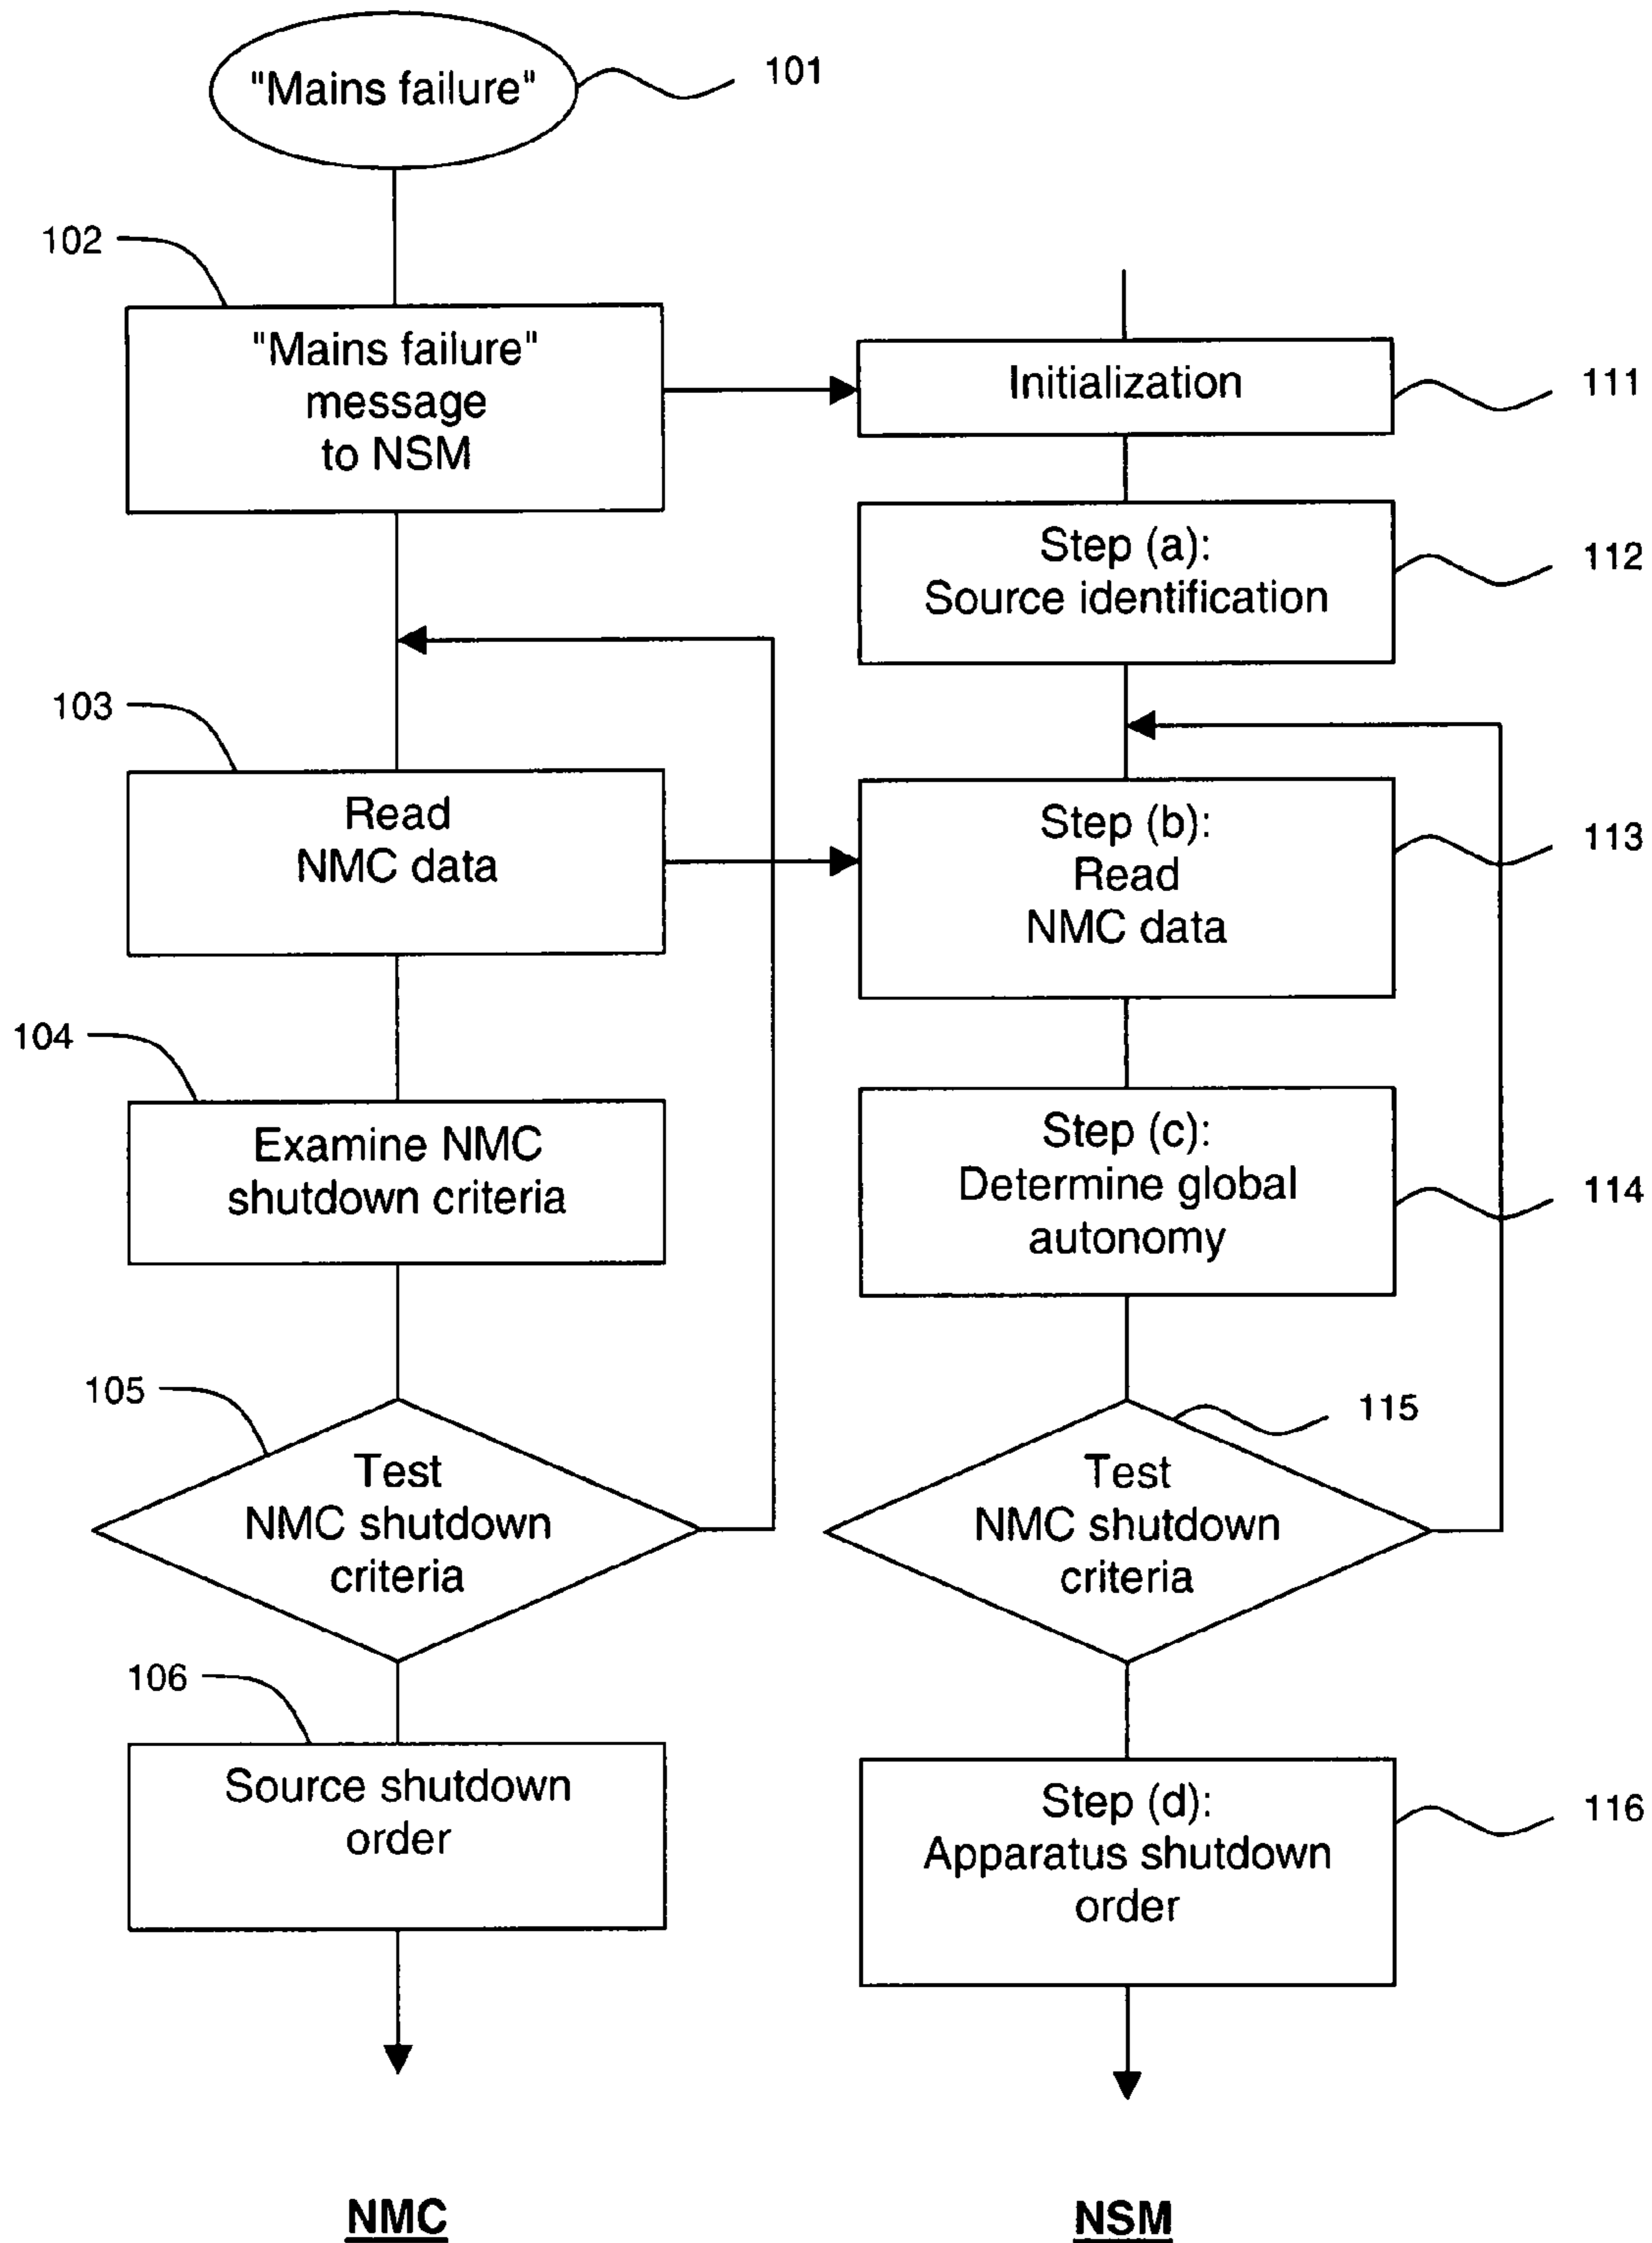 "Mains failure"
101
102
"Mains failure"
message
to NSM
Initialization
111
Step (a):
Source identification
112
103
Read
NMC data
Step (b):
Read
NMC data
113
104
Examine NMC
shutdown criteria
Step (c):
Determine global
autonomy
114
105
Test
NMC shutdown
criteria
115
Test
NMC shutdown
criteria
106
Source shutdown
order
Step (d):
Apparatus shutdown
order
116
NMC
NSM